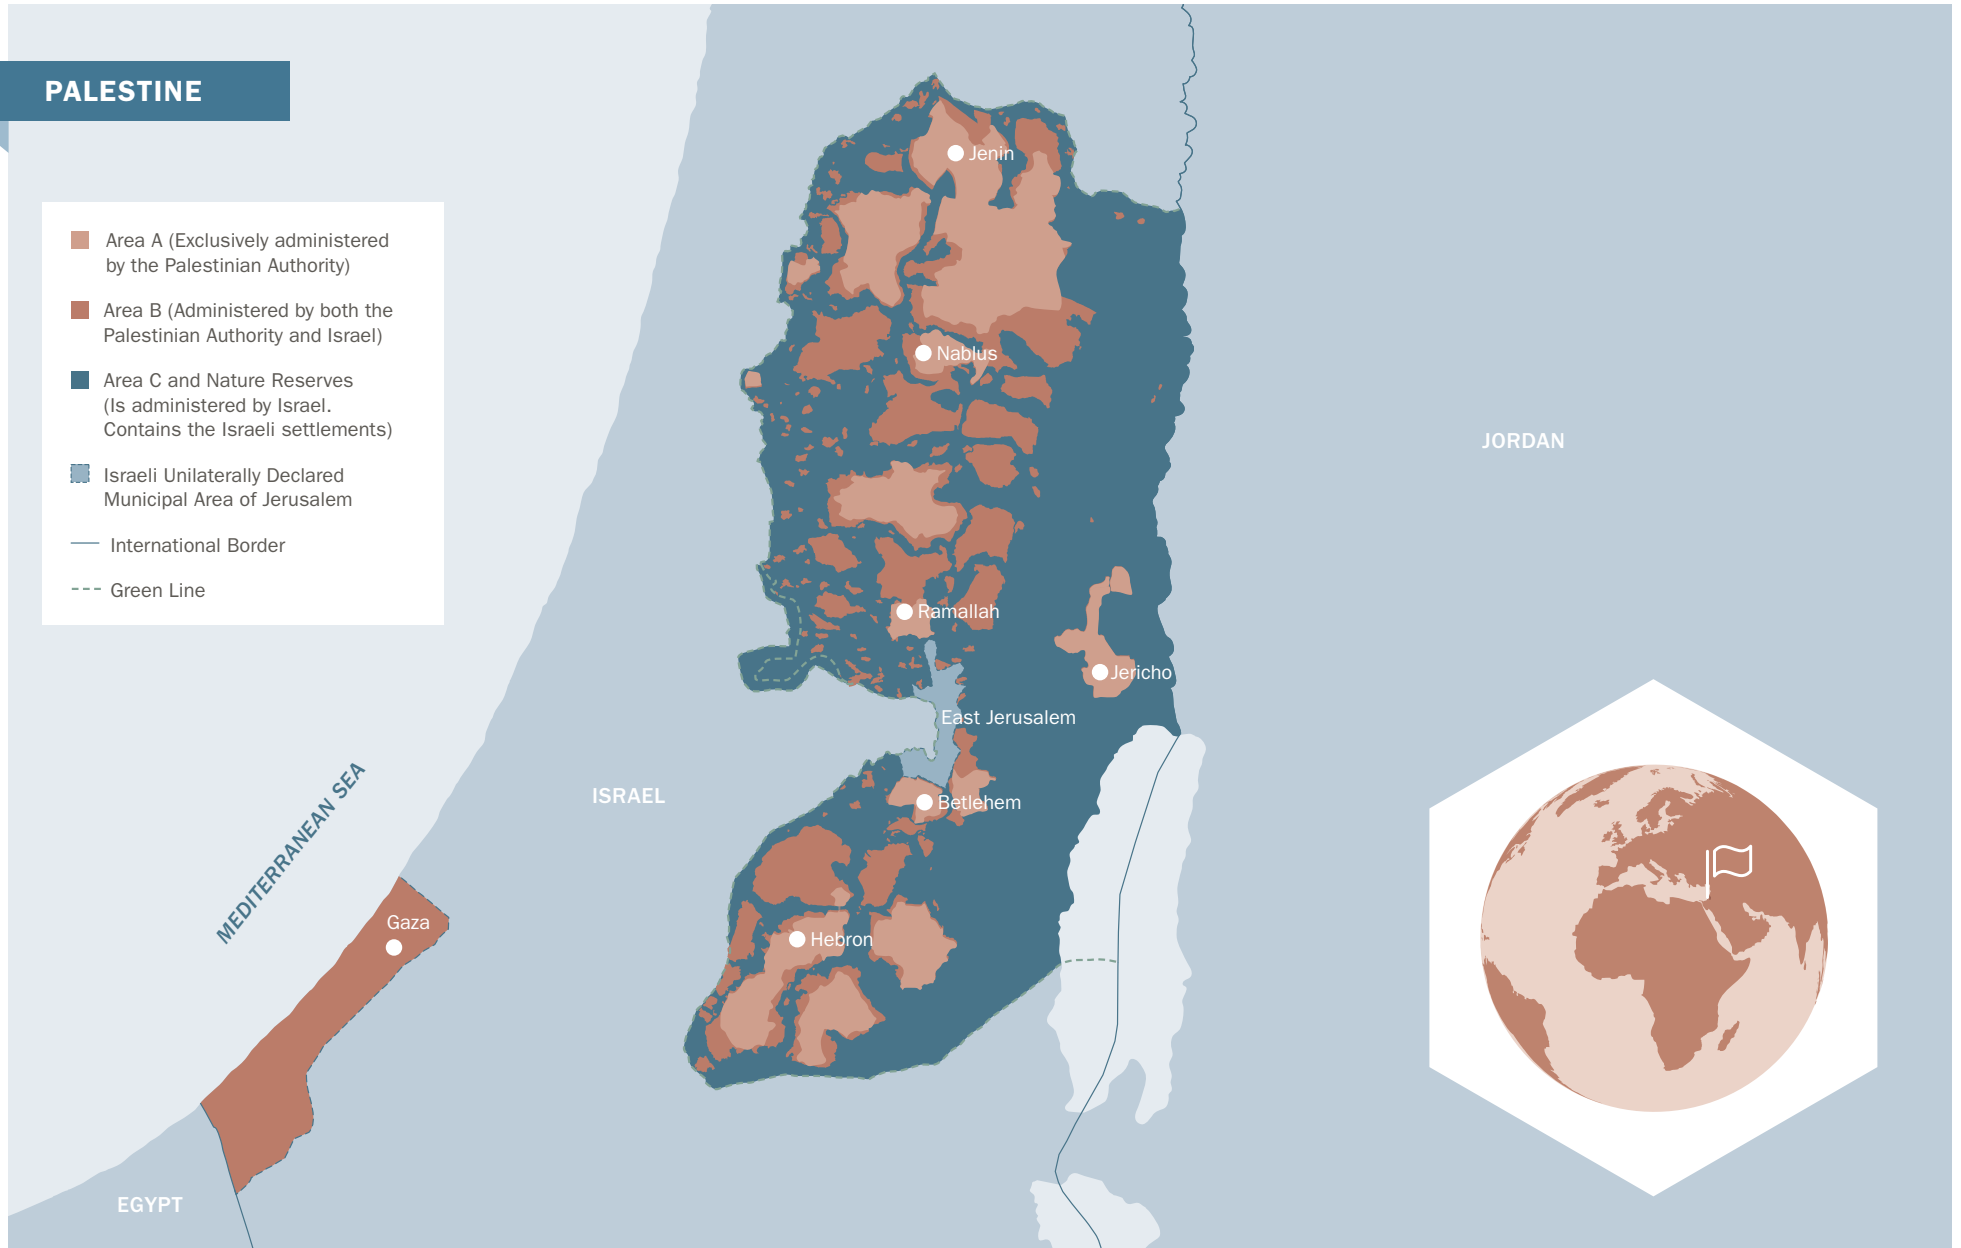 PALESTINE
Area A (Exclusively administered
by the Palestinian Authority)
Area B (Administered by both the
Palestinian Authority and Israel)
Area C and Nature Reserves
(Is administered by Israel.
Contains the Israeli settlements)
Israeli Unilaterally Declared
Municipal Area of Jerusalem
International Border
Green Line
Jenin
Nablus
JORDAN
Ramallah
Jericho
East Jerusalem
ISRAEL
Betlehem
MEDITERRANEAN SEA
Gaza
Hebron
EGYPT